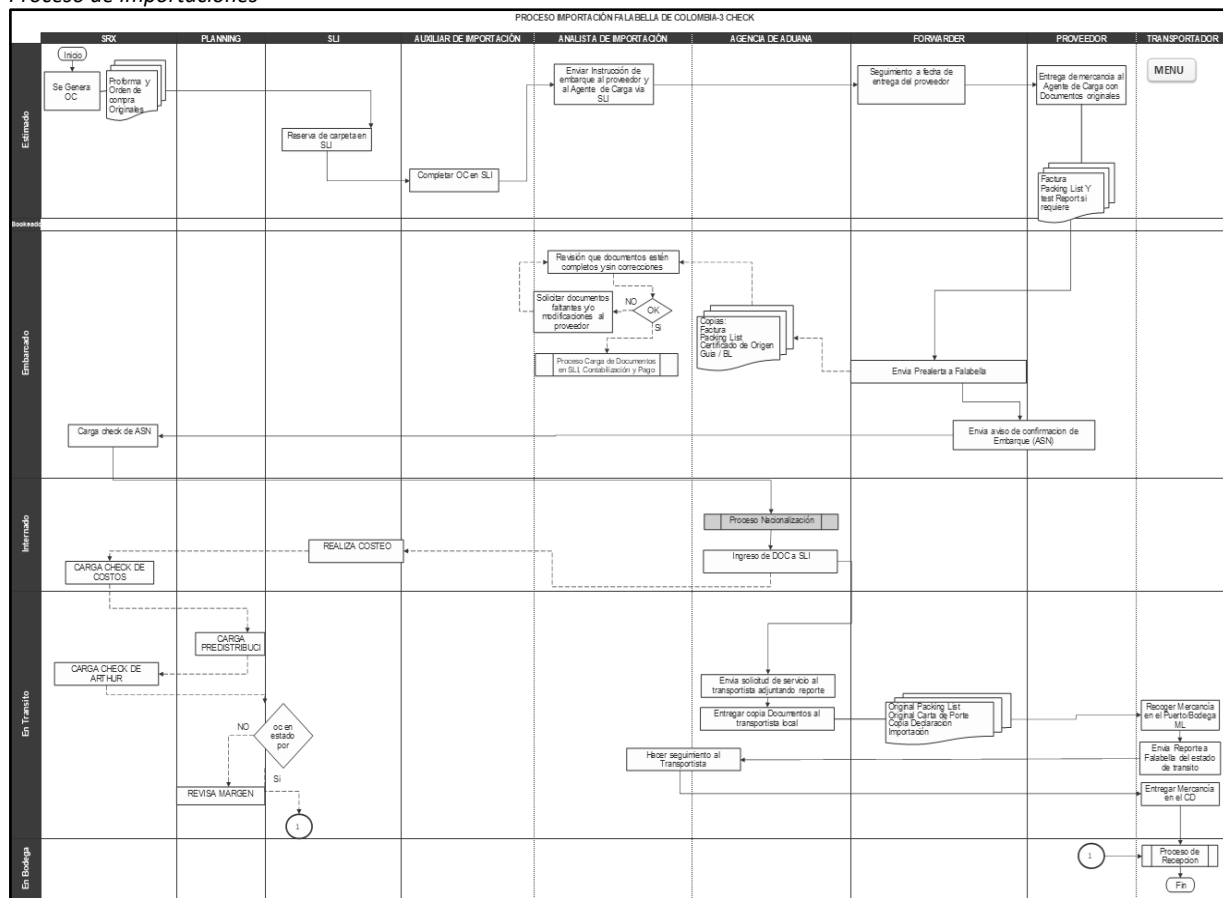 Proceso de Importaciones
PROCESO IMPORTACIÓN FALABELLA DE COLOMBIA-3 CHECK
SRX
PLANNING
SLI
AUXILIAR DE IMPORTACIÓN
ANALISTA DE IMPORTACIÓN
AGENCIA DE ADUANA
FORWARDER
PROVEEDOR
TRANSPORTADOR
Estimado
Inicio
Se Genera
OC
Proforma y
Orden de
compra
Originales
Reserva de carpeta en
SLI
Completar OC en SLI
Enviar Instrucción de
embarque al proveedor y
al Agente de Carga via
SLI
Seguimiento a fecha de
entrega del proveedor
Entrega de mercancia al
Agente de Carga con
Documentos originales
MENU
Factura
Packing List Y
test Report si
requiere
Bookeado
Embarcado
Revisión que documentos estén
completos y sin correcciones
Solicitar documentos
faltantes y/o
modificaciones al
proveedor
NO
OK
Si
Proceso Carga de Documentos
en SLI, Contabilización y Pago
Copias:
Factura
Packing List
Certificado de Origen
Guia / BL
Envia Prealerta a Falabella
Carga check de ASN
Envia aviso de confirmacion de
Embarque (ASN)
Internado
Proceso Nacionalización
REALIZA COSTEO
Ingreso de DOC a SLI
CARGA CHECK DE
COSTOS
En Transito
CARGA
PREDISTRIBUCI
CARGA CHECK DE
ARTHUR
NO
oc en
estado
por
Si
REVISA MARGEN
1
Envia solicitud de servicio al
transportista adjuntando reporte
Entregar copia Documentos al
transportista local
Original Packing List
Original Carta de Porte
Copia Declaración
Importación
Recoger Mercancía
en el Puerto/Bodega
ML
Hacer seguimiento al
Transportista
Envia Reporte a
Falabella del estado
de transito
Entregar Mercancía
en el CD
En Bodega
1
Proceso de
Recepcion
Fin